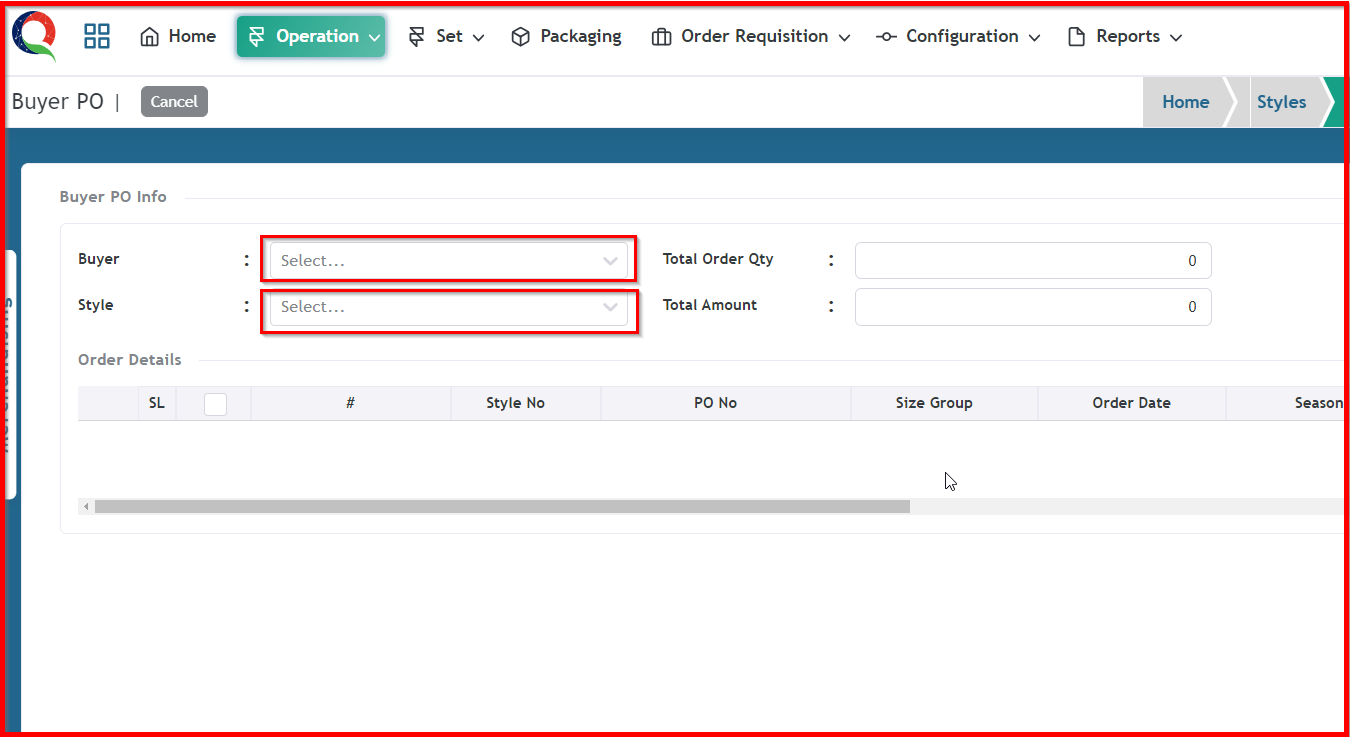 Home Operation Set Packaging Order Requisition Configuration Reports
Buyer PO | Cancel Home Styles
Buyer PO Info
Buyer : Select... Total Order Qty : 0
Style : Select... Total Amount : 0
Order Details
SL # Style No PO No Size Group Order Date Season